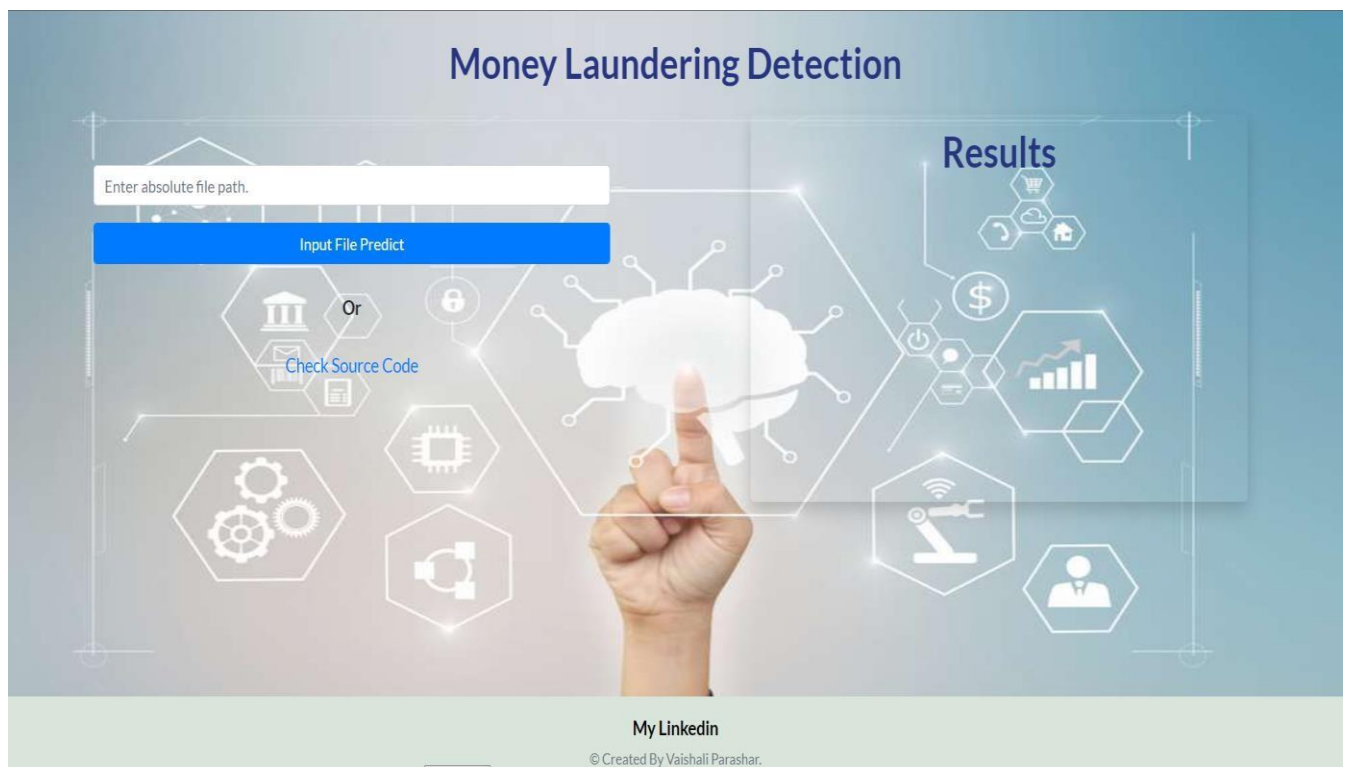 Money Laundering Detection
Enter absolute file path.
Input File Predict
Or
Check Source Code
Results
My Linkedin
© Created By Vaishali Parashar.